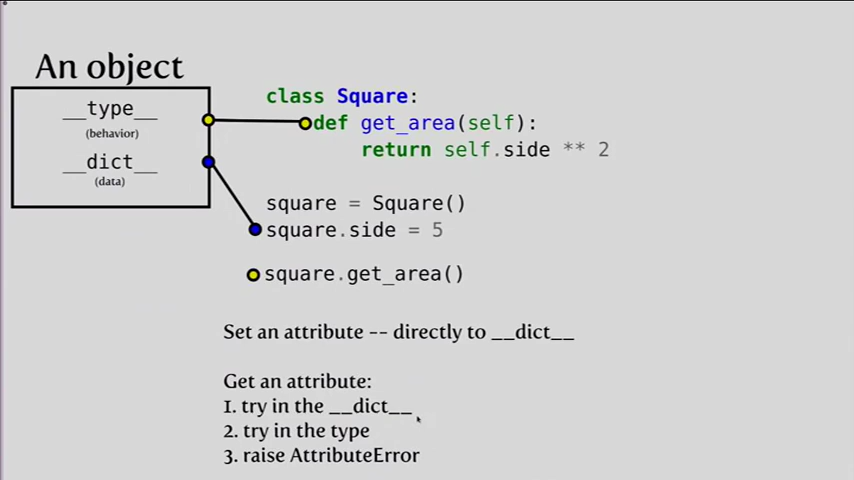 An object
__type__
(behavior)
__dict__
(data)
class Square:
def get_area(self):
return self.side ** 2
square = Square()
square.side = 5
square.get_area()
Set an attribute -- directly to __dict__
Get an attribute:
1. try in the __dict__
2. try in the type
3. raise AttributeError